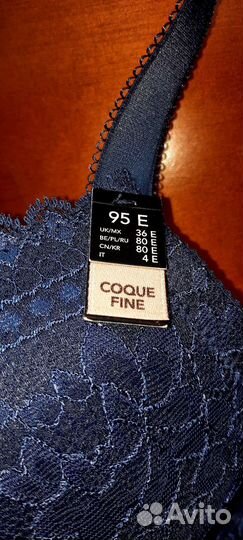 95 E
UK/MX 36 E
BE/PL/RU 80 E
CN/KR 80 E
IT 4 E
COQUE
FINE
Avito